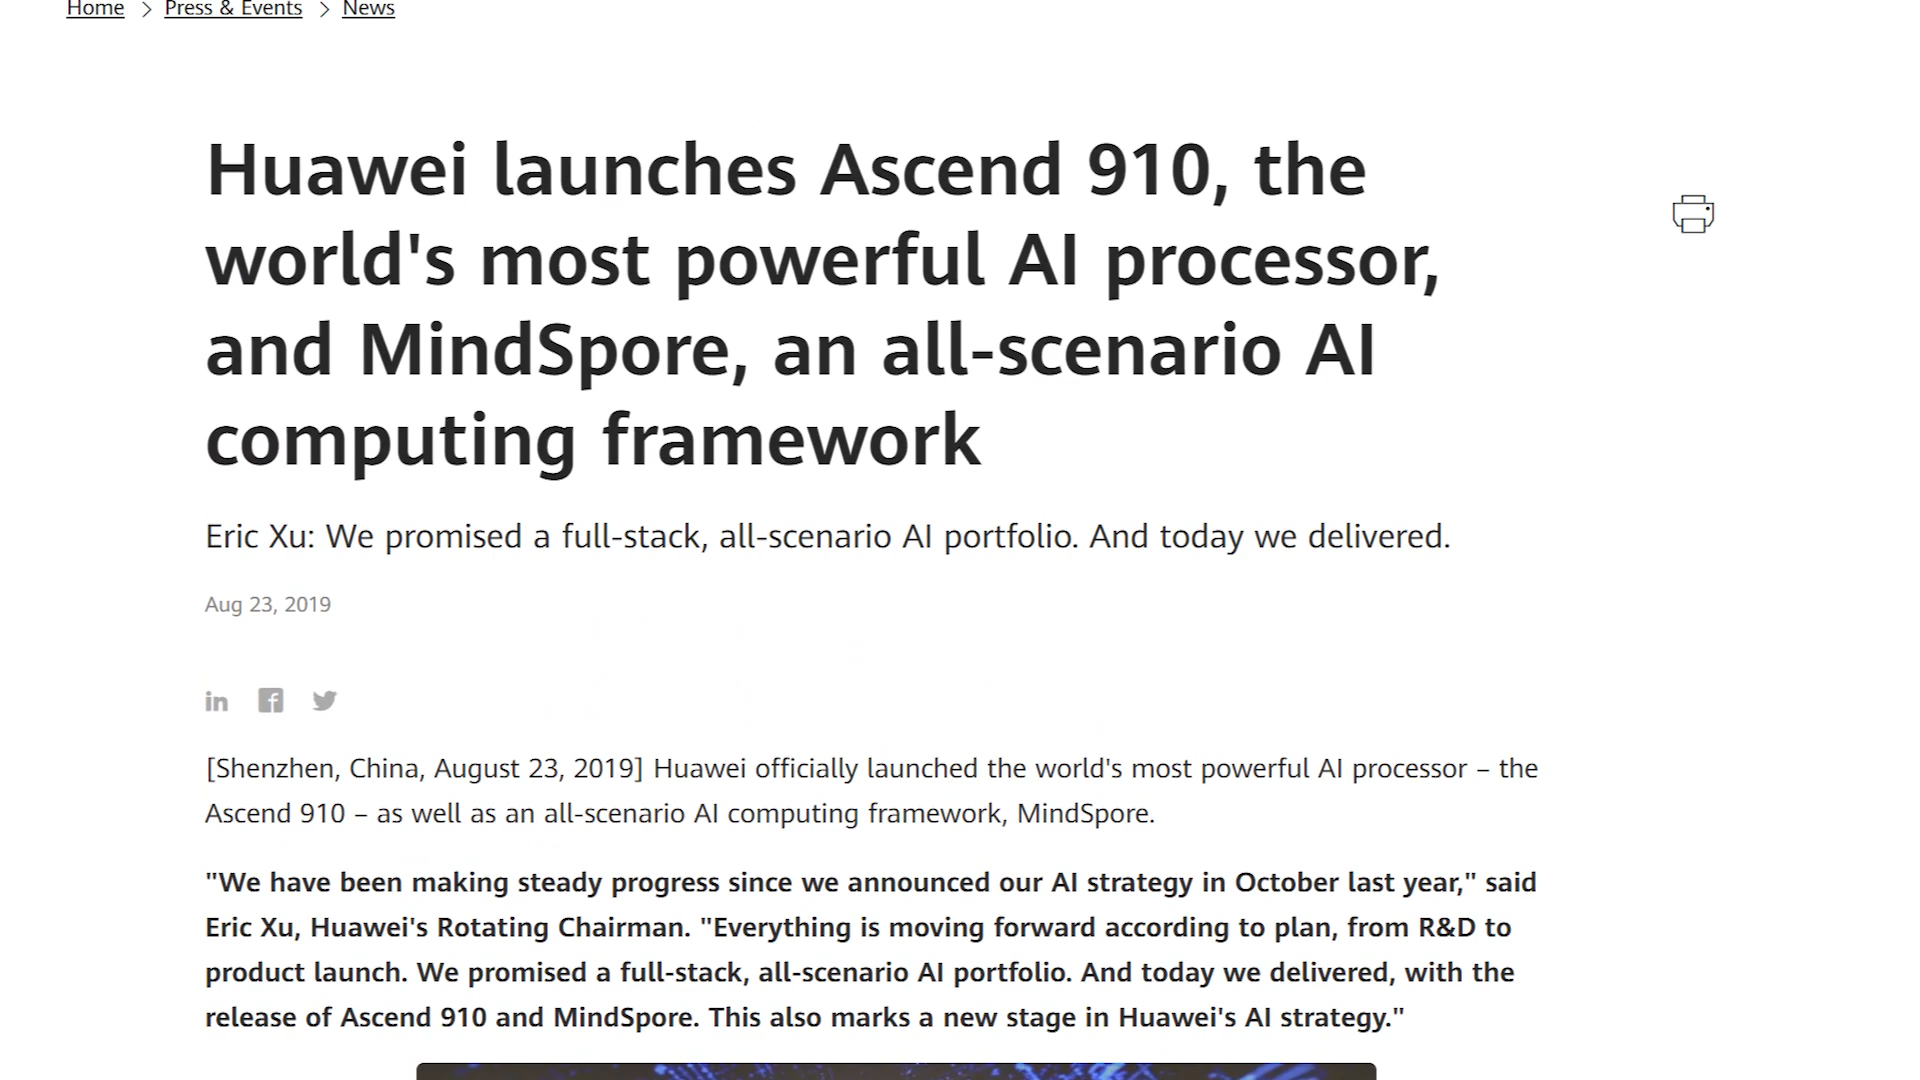 Home > Press & Events > News
Huawei launches Ascend 910, the
world's most powerful AI processor,
and MindSpore, an all-scenario AI
computing framework
Eric Xu: We promised a full-stack, all-scenario AI portfolio. And today we delivered.
Aug 23, 2019
[Shenzhen, China, August 23, 2019] Huawei officially launched the world's most powerful AI processor – the
Ascend 910 – as well as an all-scenario AI computing framework, MindSpore.
"We have been making steady progress since we announced our AI strategy in October last year," said
Eric Xu, Huawei's Rotating Chairman. "Everything is moving forward according to plan, from R&D to
product launch. We promised a full-stack, all-scenario AI portfolio. And today we delivered, with the
release of Ascend 910 and MindSpore. This also marks a new stage in Huawei's AI strategy."